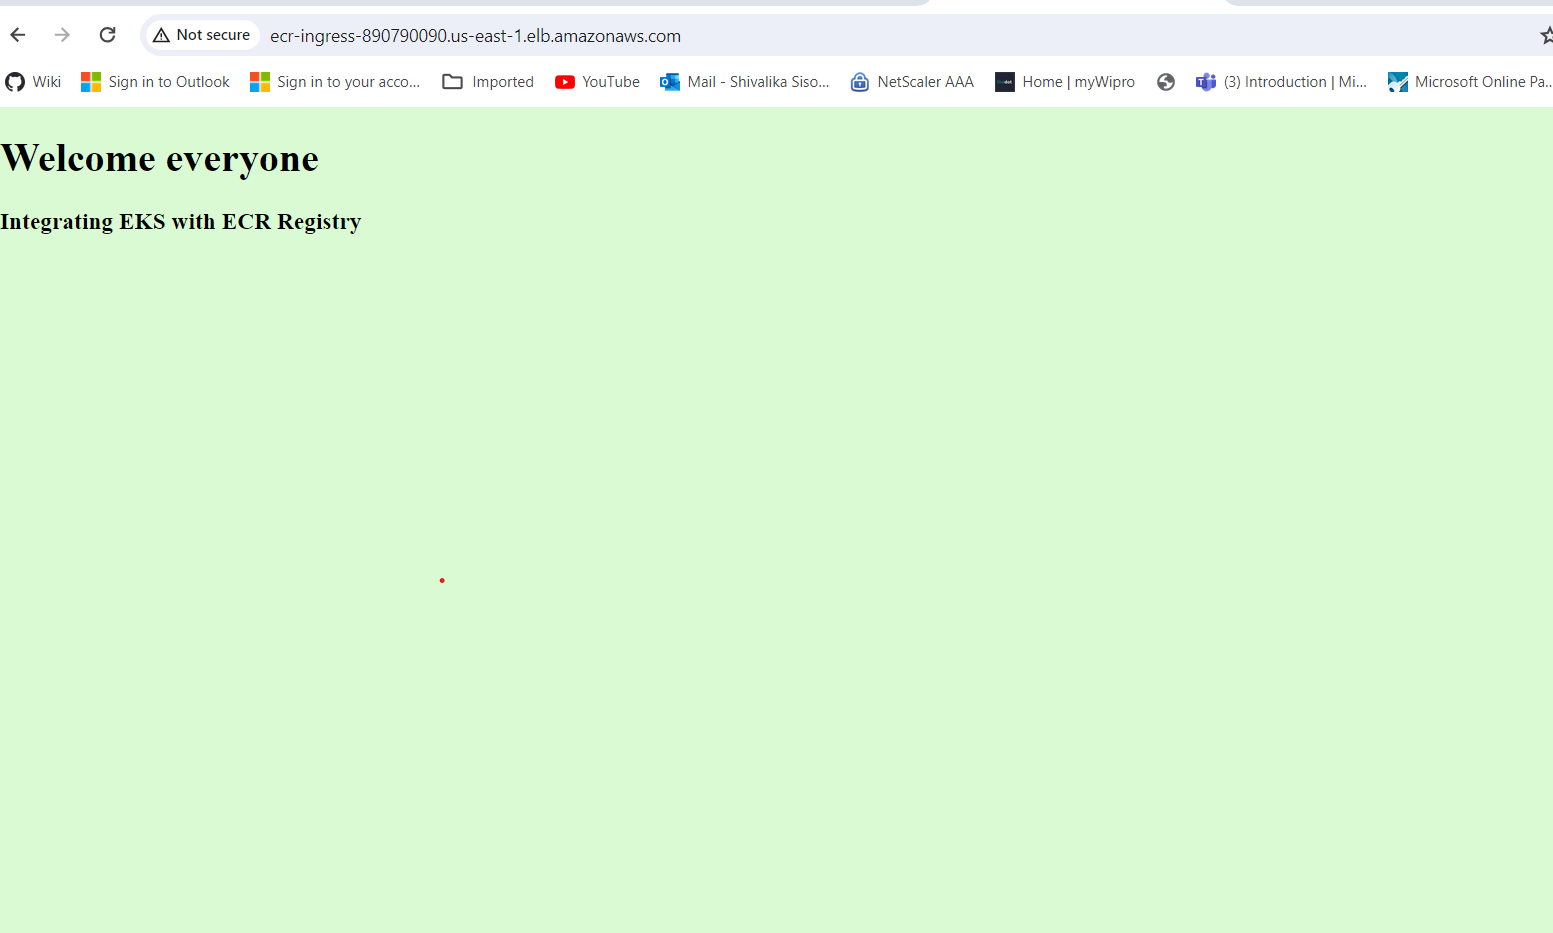 Not secure ecr-ingress-890790090.us-east-1.elb.amazonaws.com
Wiki Sign in to Outlook Sign in to your acco... Imported YouTube Mail - Shivalika Siso... NetScaler AAA Home | myWipro (3) Introduction | Mi... Microsoft Online Pa...
Welcome everyone
Integrating EKS with ECR Registry